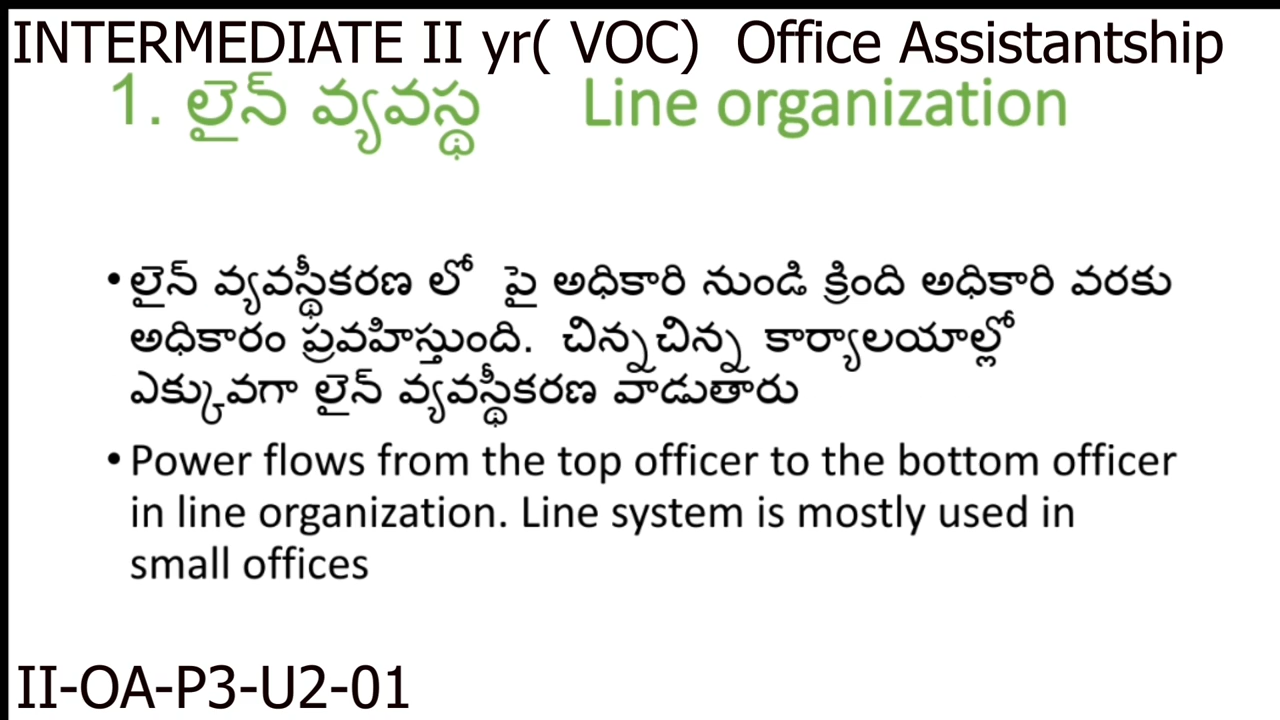 INTERMEDIATE II yr( VOC)  Office Assistantship
1. లైన్ వ్యవస్థ Line organization
•లైన్ వ్యవస్థీకరణ లో పై అధికారి నుండి క్రింది అధికారి వరకు
అధికారం ప్రవహిస్తుంది. చిన్నచిన్న కార్యాలయాల్లో
ఎక్కువగా లైన్ వ్యవస్థీకరణ వాడుతారు
•Power flows from the top officer to the bottom officer
in line organization. Line system is mostly used in
small offices
II-OA-P3-U2-01